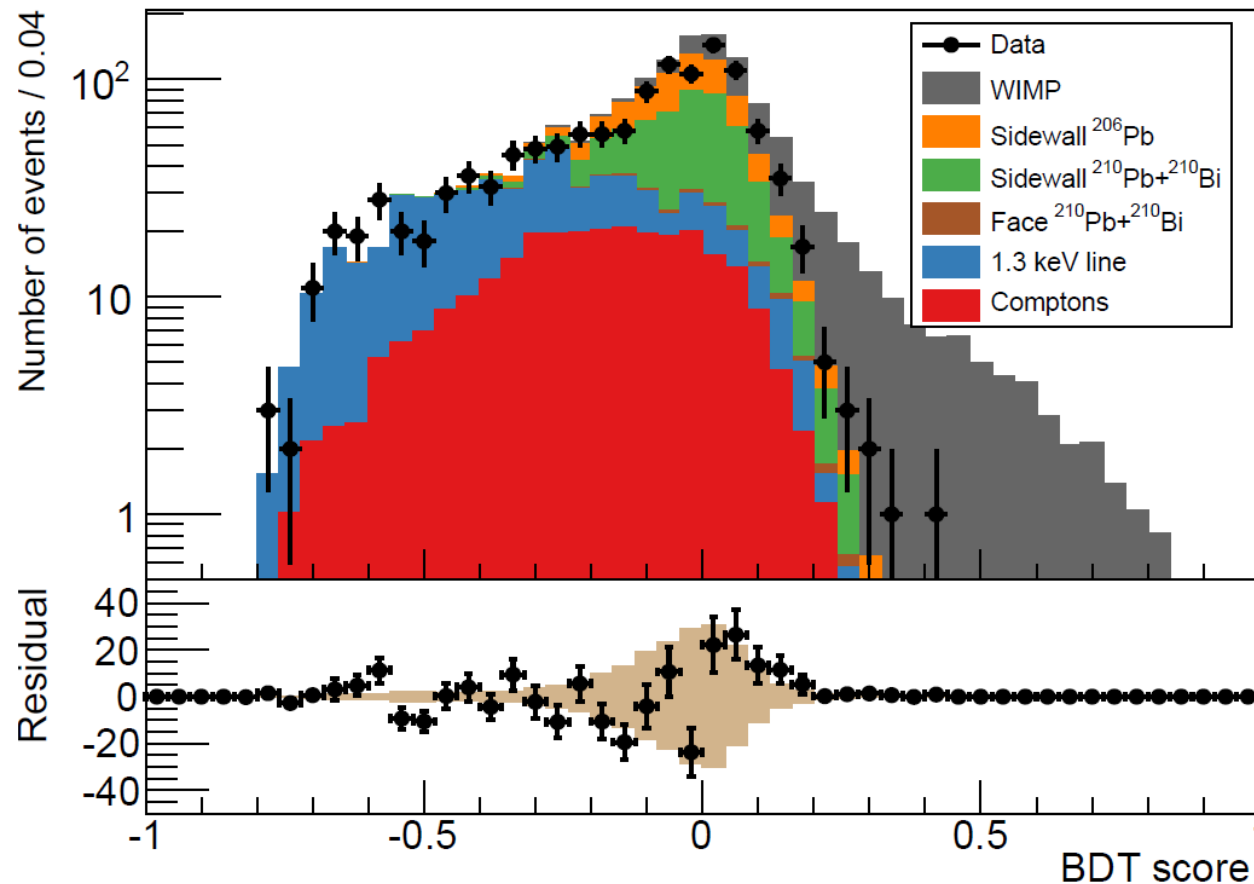 Number of events / 0.04
10²
10
1
Data
WIMP
Sidewall ²⁰⁶Pb
Sidewall ²¹⁰Pb+²¹⁰Bi
Face ²¹⁰Pb+²¹⁰Bi
1.3 keV line
Comptons
Residual
40
20
0
-20
-40
-1 -0.5 0 0.5
BDT score